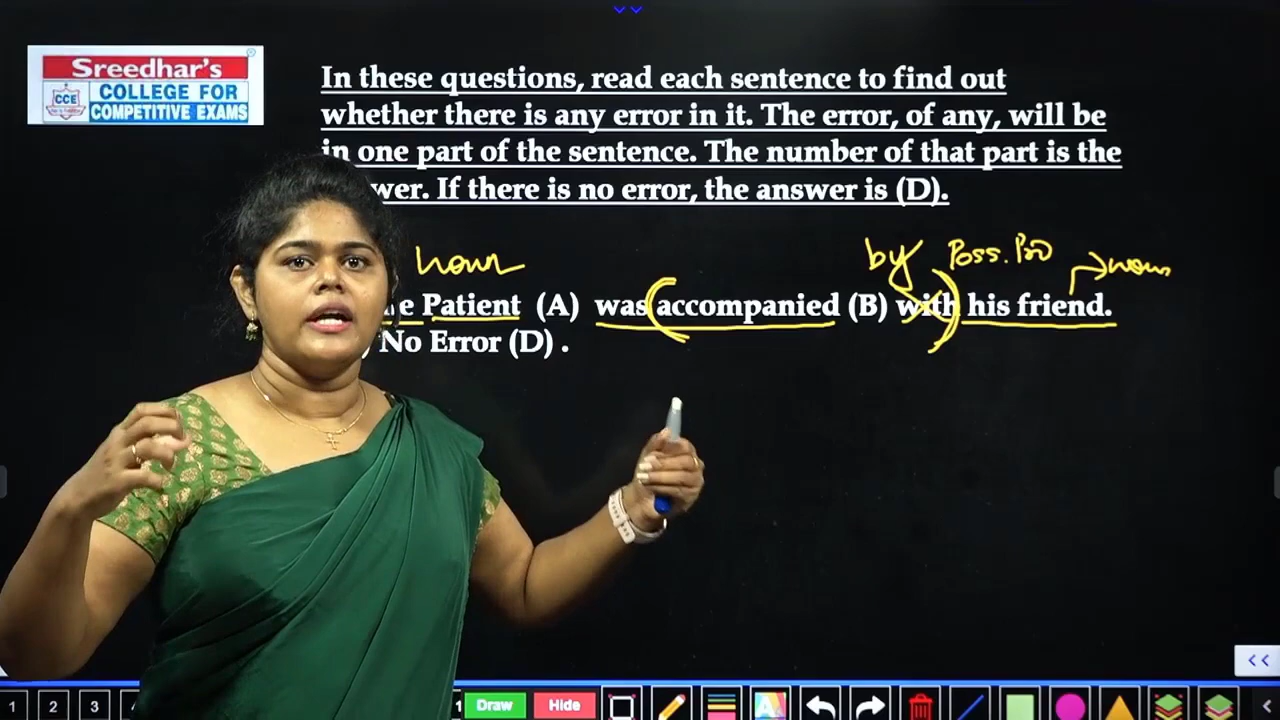 Sreedhar's
CCE
COLLEGE FOR
COMPETITIVE EXAMS
In these questions, read each sentence to find out
whether there is any error in it. The error, of any, will be
in one part of the sentence. The number of that part is the
wer. If there is no error, the answer is (D).
noun
by Poss. Pro noun
e Patient (A) was accompanied (B) with his friend.
No Error (D) .
<<
1 2 3 4 1 Draw Hide A <